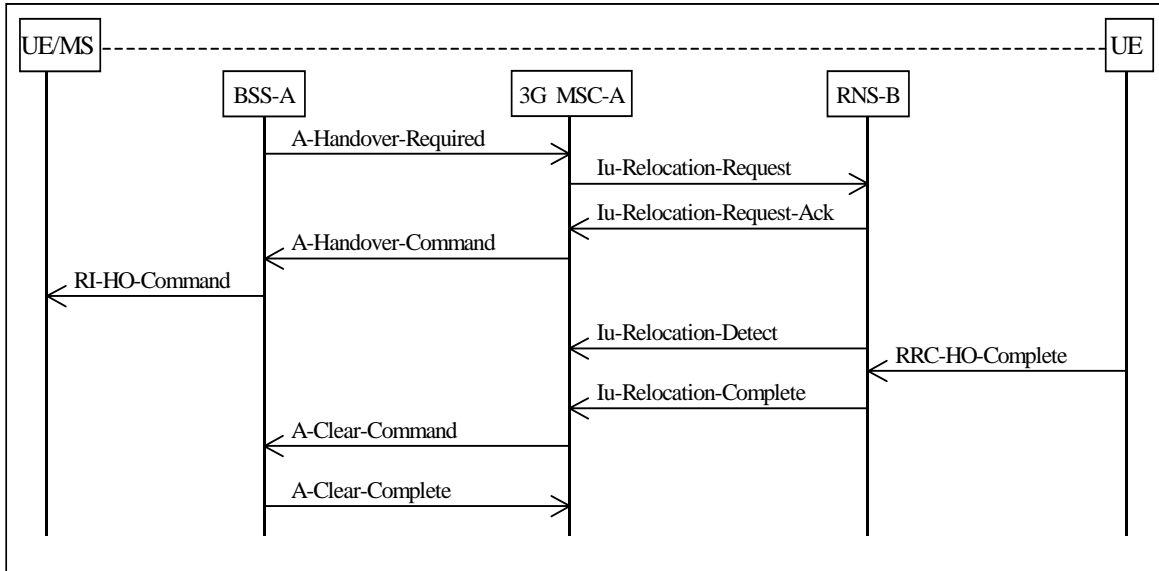 UE/MS
UE
BSS-A
3G MSC-A
RNS-B
A-Handover-Required
Iu-Relocation-Request
Iu-Relocation-Request-Ack
A-Handover-Command
RI-HO-Command
Iu-Relocation-Detect
RRC-HO-Complete
Iu-Relocation-Complete
A-Clear-Command
A-Clear-Complete